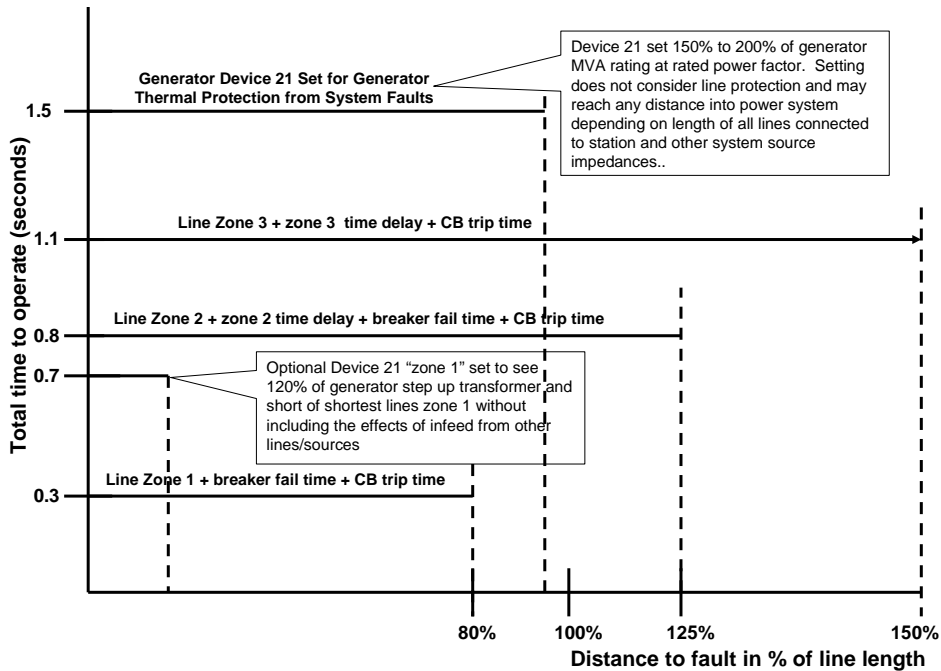 Device 21 set 150% to 200% of generator
MVA rating at rated power factor. Setting
does not consider line protection and may
reach any distance into power system
depending on length of all lines connected
to station and other system source
impedances..
Generator Device 21 Set for Generator
Thermal Protection from System Faults
1.5
Line Zone 3 + zone 3 time delay + CB trip time
1.1
Line Zone 2 + zone 2 time delay + breaker fail time + CB trip time
0.8
0.7
Optional Device 21 “zone 1” set to see
120% of generator step up transformer and
short of shortest lines zone 1 without
including the effects of infeed from other
lines/sources
Line Zone 1 + breaker fail time + CB trip time
0.3
Total time to operate (seconds)
80%
100%
125%
150%
Distance to fault in % of line length